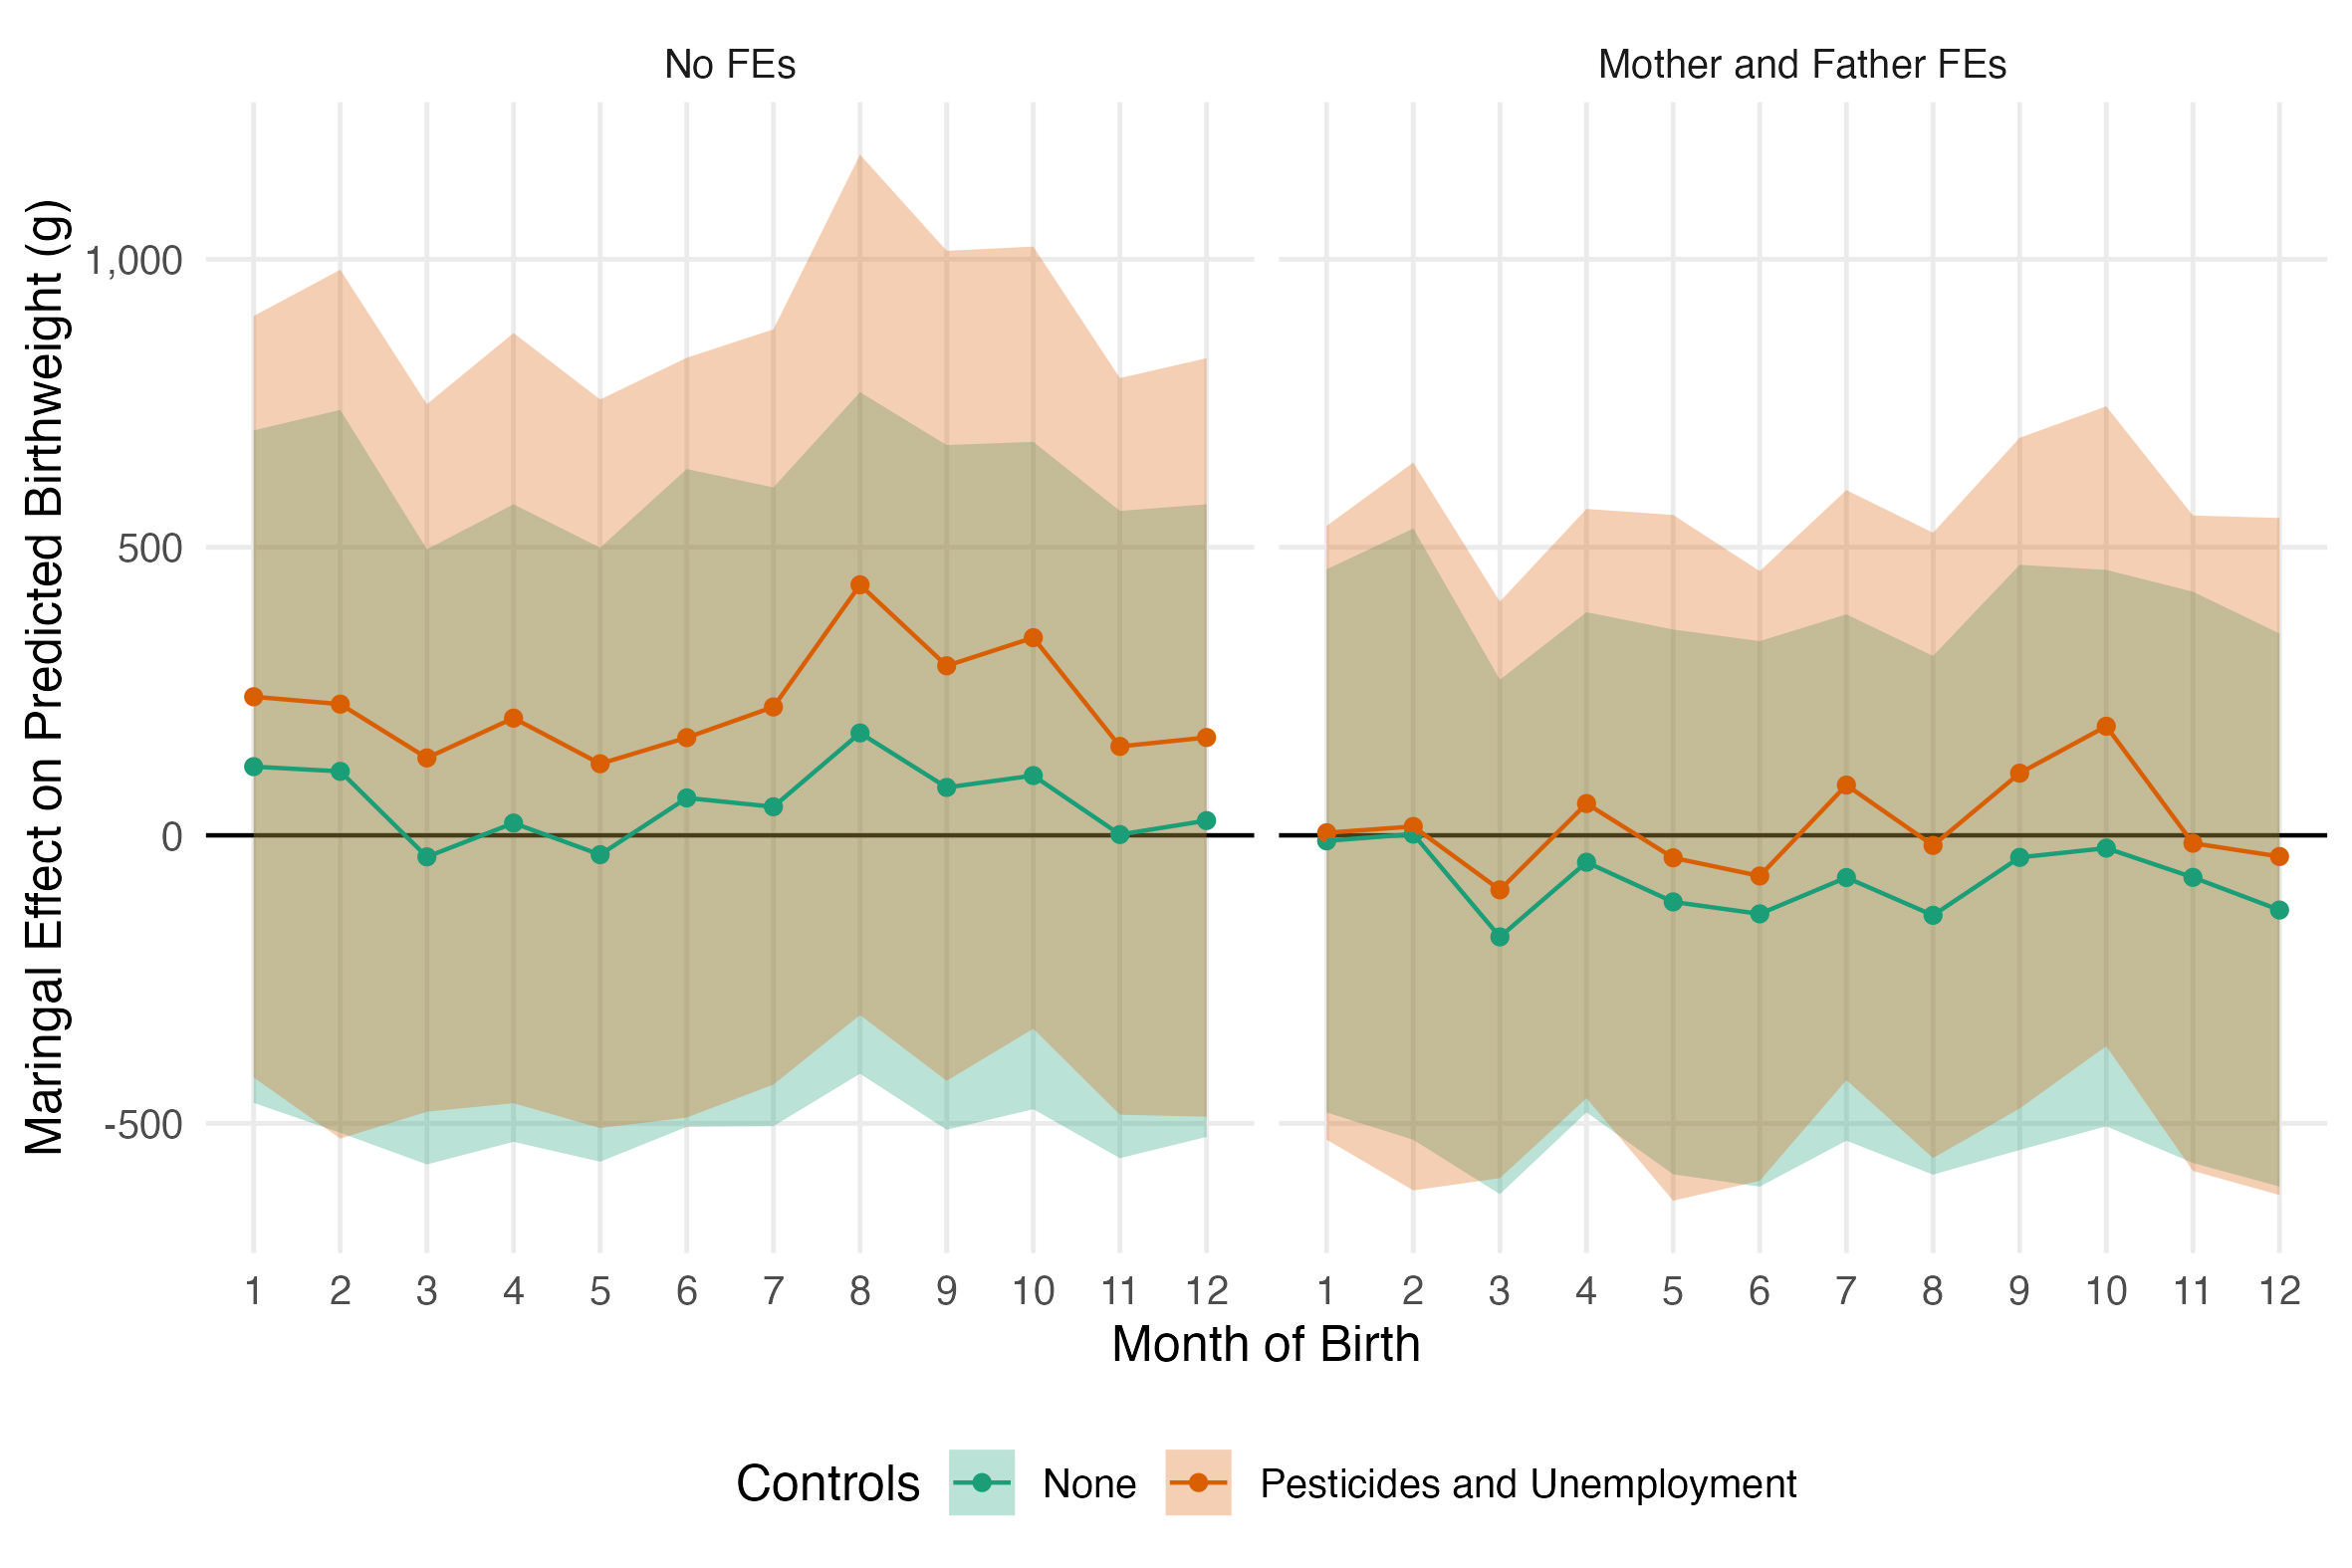 No FEs
Mother and Father FEs
Maringal Effect on Predicted Birthweight (g)
1,000
500
0
-500
1 2 3 4 5 6 7 8 9 10 11 12
1 2 3 4 5 6 7 8 9 10 11 12
Month of Birth
Controls None Pesticides and Unemployment